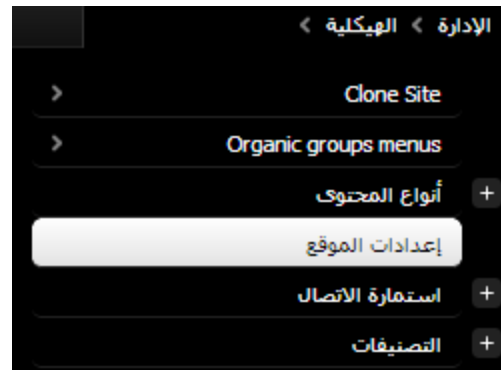 الإدارة > الهيكلية >
Clone Site
Organic groups menus
أنواع المحتوى
إعدادات الموقع
استمارة الاتصال
التصنيفات